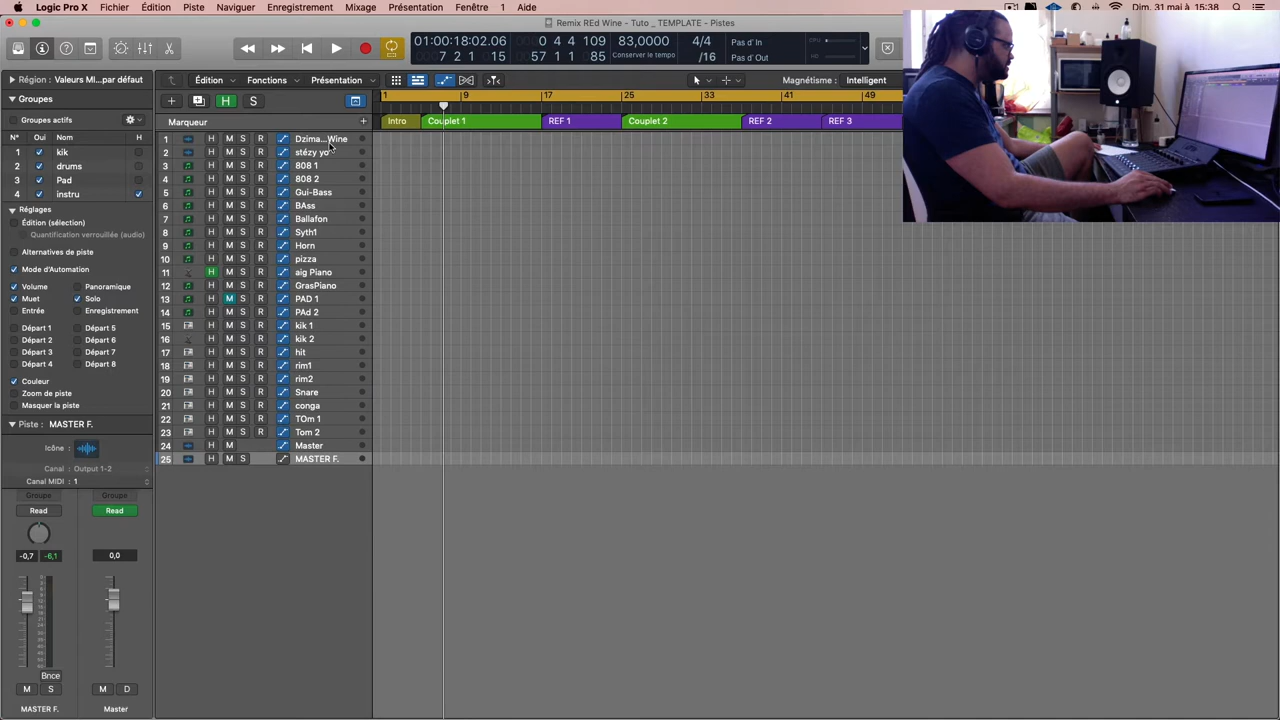 Logic Pro X Fichier Édition Piste Naviguer Enregistrement Mixage Présentation Fenêtre 1 Aide Dim. 31 mai à 15:38
Remix REd Wine - Tuto _ TEMPLATE - Pistes
01:00:18:02.06 0 4 4 109 83,0000 4/4 Pas d' In CPU
7 2 1 15 57 1 1 85 Conserver le tempo /16 Pas d' Out
Région : Valeurs MI...par défaut Édition Fonctions Présentation Magnétisme : Intelligent
Groupes H S 1 9 17 25 33 41 49
Groupes actifs Marqueur + Intro Couplet 1 REF 1 Couplet 2 REF 2 REF 3
N° Oui Nom H
1 kik
2 drums
3 Pad
4 instru
Réglages
Édition (sélection)
Quantification verrouillée (audio)
Alternatives de piste
Mode d'Automation
Volume Panoramique
Muet Solo
Entrée Enregistrement
Départ 1 Départ 5
Départ 2 Départ 6
Départ 3 Départ 7
Départ 4 Départ 8
Couleur
Zoom de piste
Masquer la piste
Piste : MASTER F.
Icône :
Canal : Output 1-2
Canal MIDI : 1
Groupe Groupe
Read Read
-0,7 -6,1 0,0
Bnce
M S M D
MASTER F. Master
1 H M S R Dzima...Wine
2 H M S R stézy yo
3 H M S R 808 1
4 H M S R 808 2
5 H M S R Gui-Bass
6 H M S R BAss
7 H M S R Ballafon
8 H M S R Syth1
9 H M S R Horn
10 H M S R pizza
11 H M S R aig Piano
12 H M S R GrasPiano
13 H M S R PAD 1
14 H M S R PAd 2
15 H M S R kik 1
16 H M S R kik 2
17 H M S R hit
18 H M S R rim1
19 H M S R rim2
20 H M S R Snare
21 H M S R conga
22 H M S R TOm 1
23 H M S R Tom 2
24 H M Master
25 H M S MASTER F.